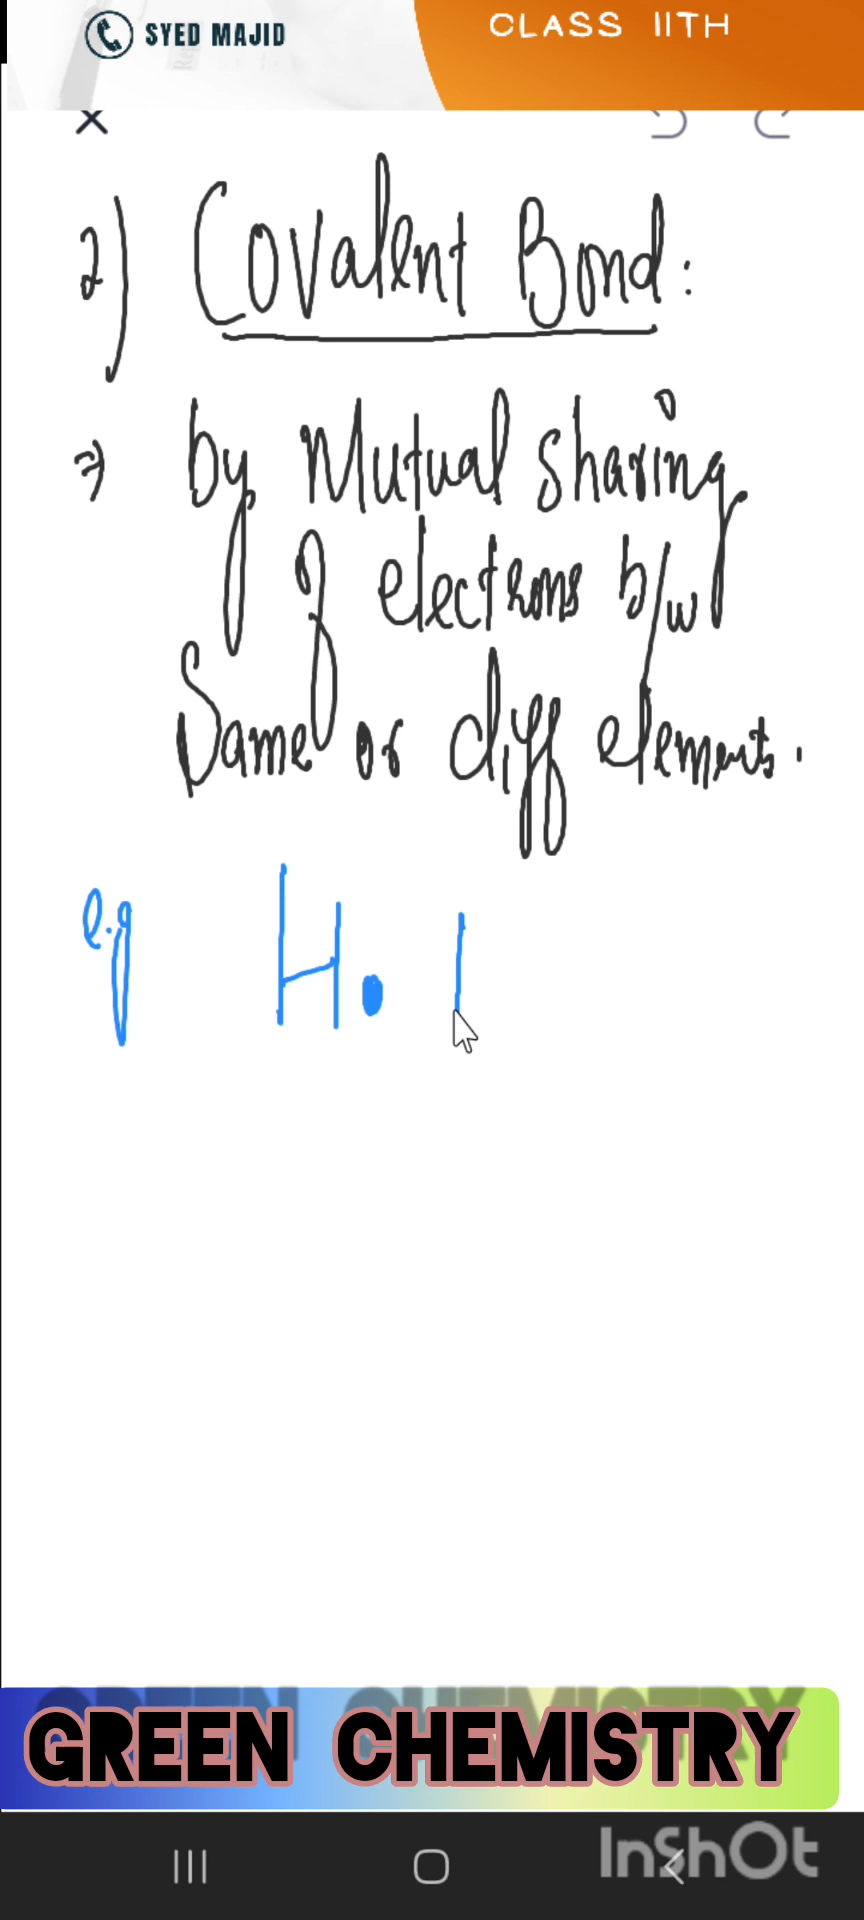 SYED MAJID
CLASS 11TH
2) Covalent Bond:
⇒ by Mutual sharing
of electrons b/w
Same or diff elements.
e.g H. I
GREEN CHEMISTRY
InShOt